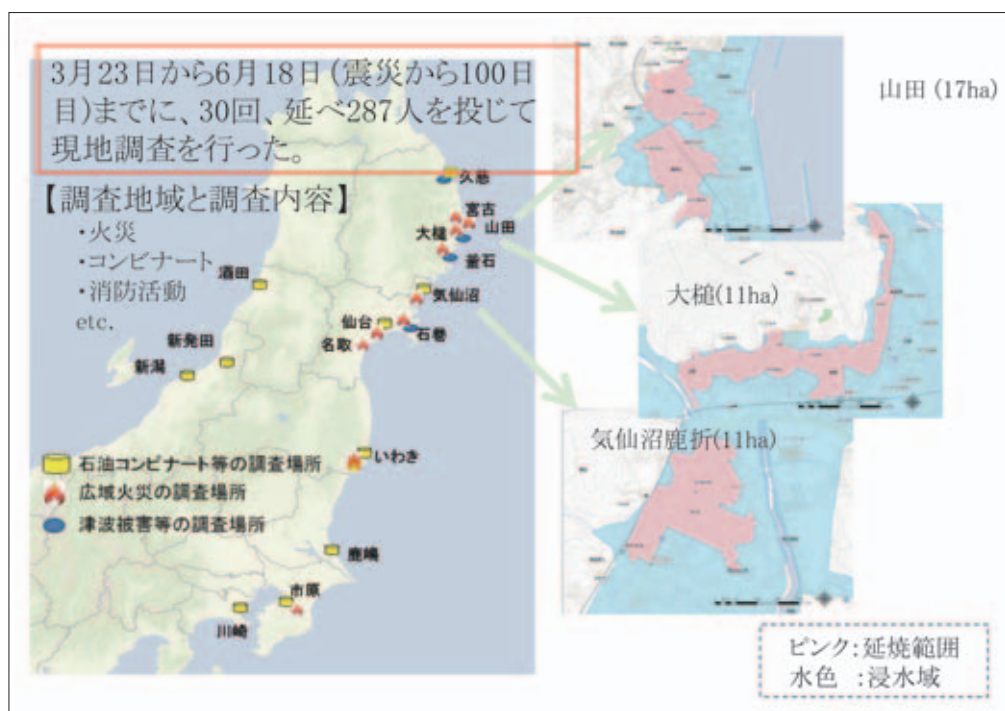 3月23日から6月18日(震災から100日
目)までに、30回、延べ287人を投じて
現地調査を行った。
【調査地域と調査内容】
・火災
・コンビナート
・消防活動
etc.
久慈
宮古
山田
大槌
釜石
気仙沼
酒田
仙台
石巻
名取
新発田
新潟
いわき
石油コンビナート等の調査場所
広域火災の調査場所
津波被害等の調査場所
鹿嶋
市原
川崎
山田 (17ha)
大槌(11ha)
気仙沼鹿折(11ha)
ピンク:延焼範囲
水色 :浸水域